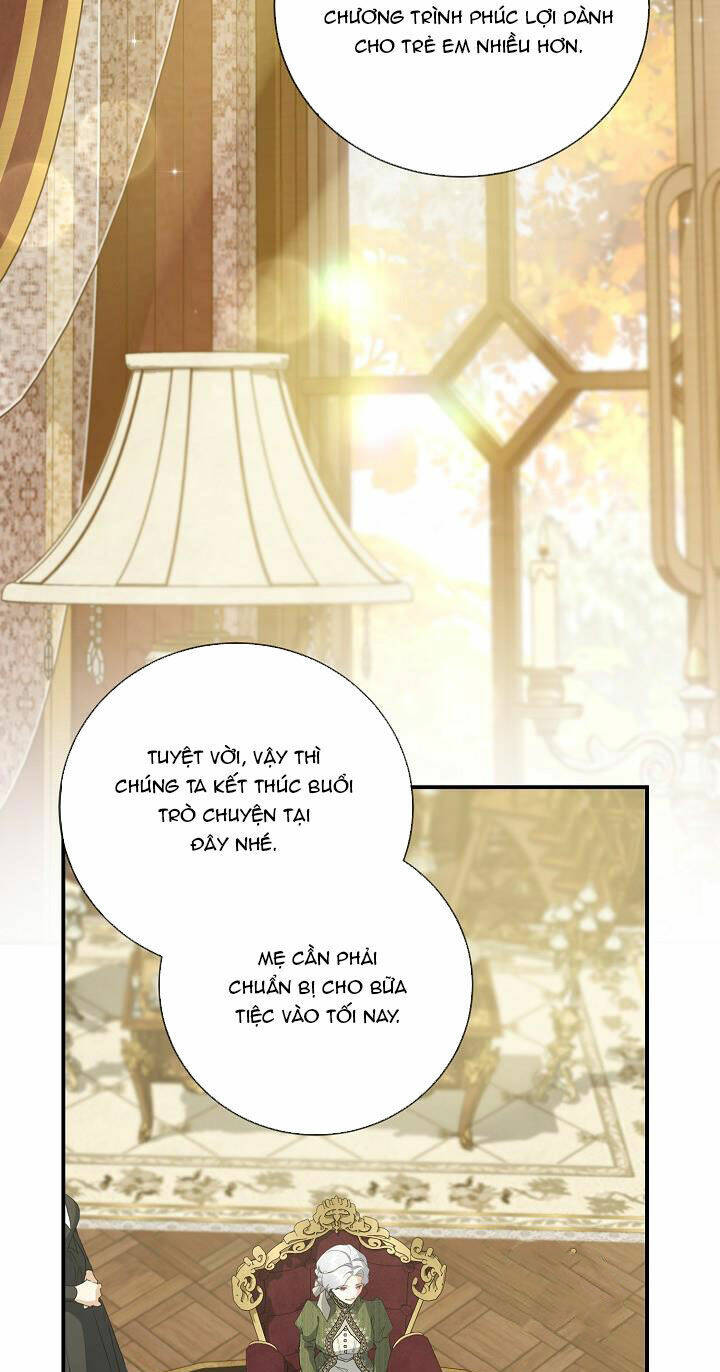 CHƯƠNG TRÌNH PHÚC LỢI DÀNH
CHO TRẺ EM NHIỀU HƠN.
TUYỆT VỜI, VẬY THÌ
CHÚNG TA KẾT THÚC BUỔI
TRÒ CHUYỆN TẠI
ĐÂY NHÉ.
MẸ CẦN PHẢI
CHUẨN BỊ CHO BỮA
TIỆC VÀO TỐI NAY.